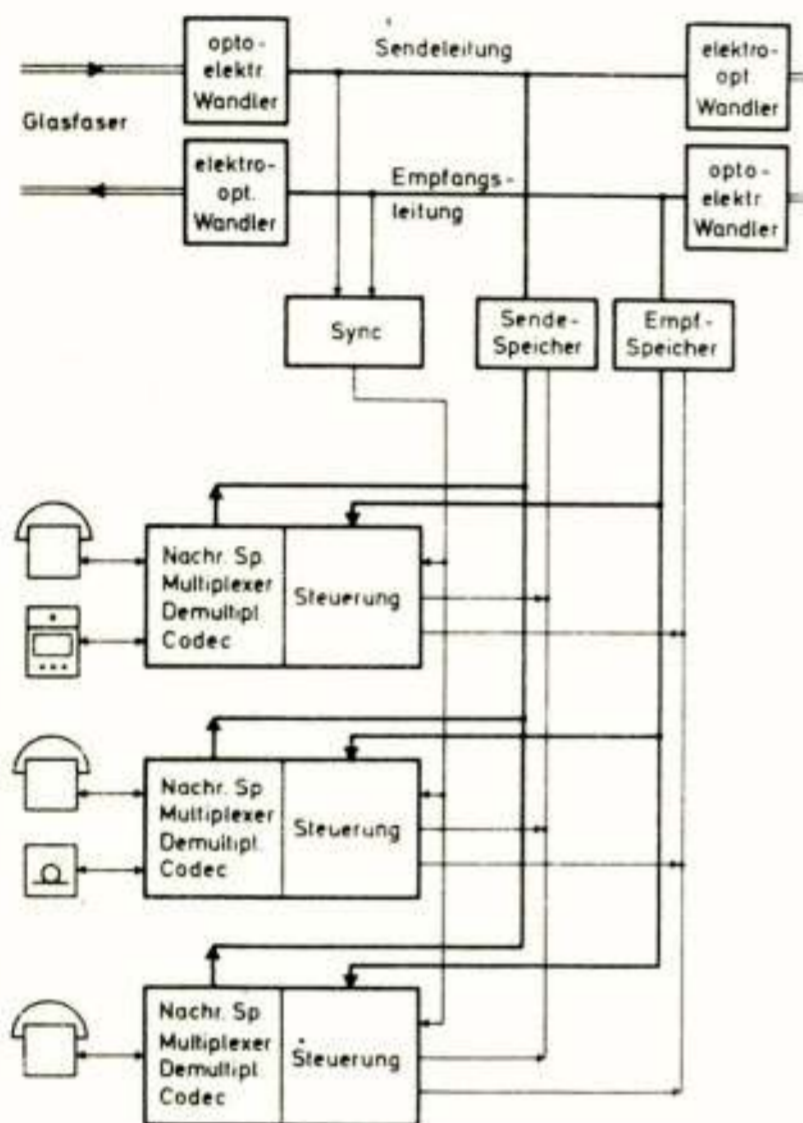 opto-
elektr.
Wandler
Sendeleitung
elektro-
opt.
Wandler
Glasfaser
elektro-
opt.
Wandler
Empfangs-
leitung
opto-
elektr.
Wandler
Sync
Sende-
Speicher
Empf-
Speicher
Nachr. Sp.
Multiplexer
Demultipl.
Codec
Steuerung
Nachr. Sp
Multiplexer
Demultipl.
Codec
Steuerung
Nachr. Sp
Multiplexer
Demultipl.
Codec
Steuerung